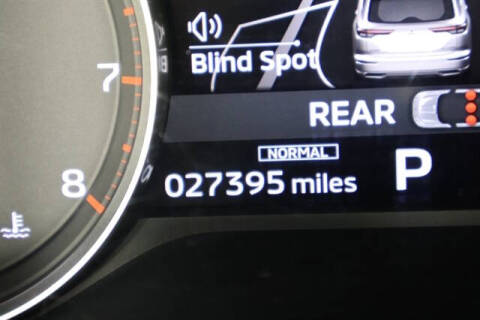 Blind Spot
7
REAR
NORMAL
8
027395 miles P